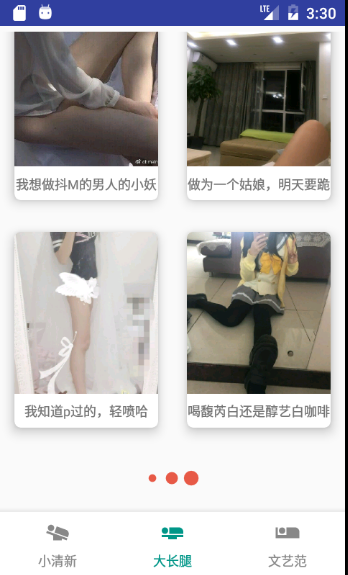 LTE 3:30
我想做抖M的男人的小妖
做为一个姑娘，明天要跪
我知道p过的，轻喷哈
喝馥芮白还是醇艺白咖啡
小清新
大长腿
文艺范